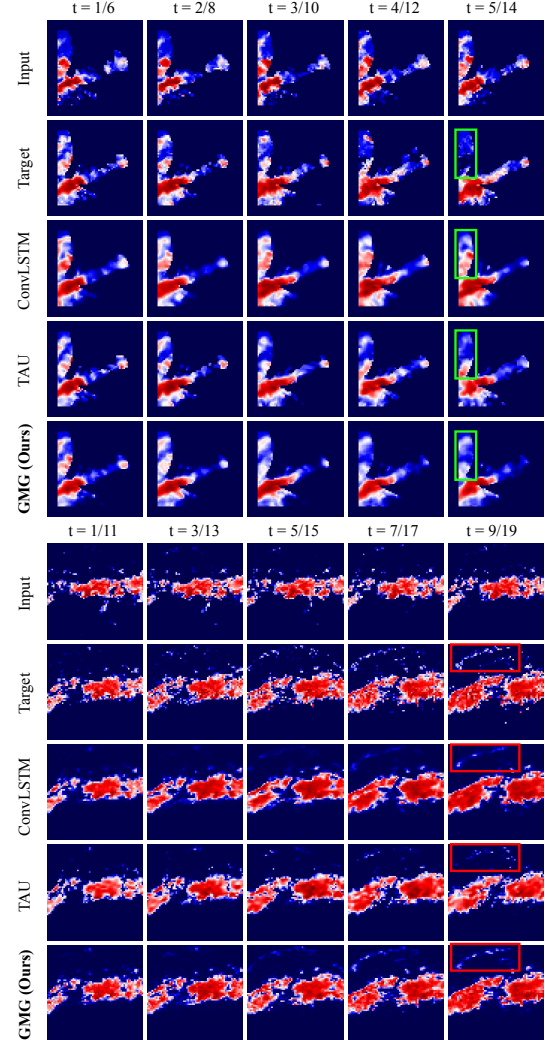 t = 1/6 t = 2/8 t = 3/10 t = 4/12 t = 5/14
Input
Target
ConvLSTM
TAU
GMG (Ours)
t = 1/11 t = 3/13 t = 5/15 t = 7/17 t = 9/19
Input
Target
ConvLSTM
TAU
GMG (Ours)